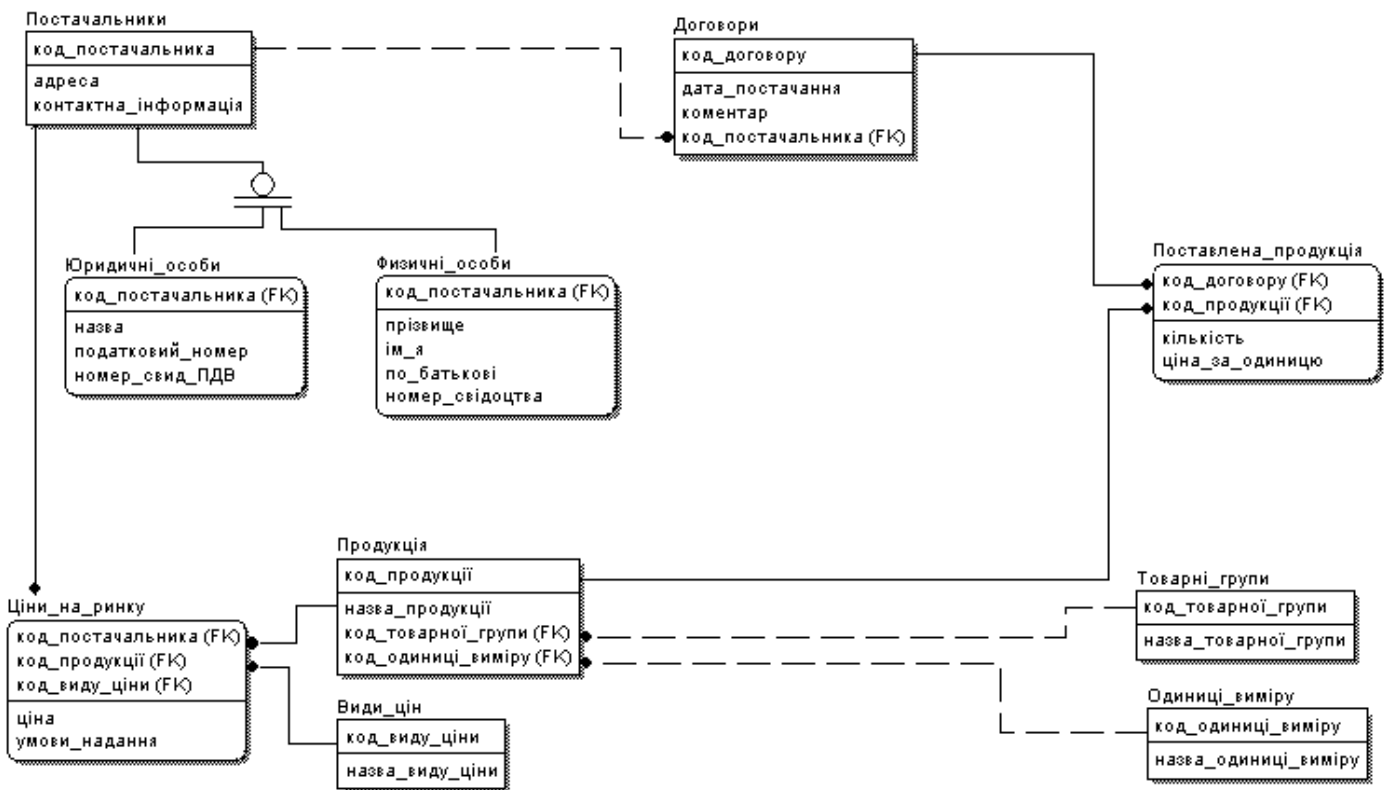 Постачальники
код_постачальника
адреса
контактна_інформація
Договори
код_договору
дата_постачання
коментар
код_постачальника (FK)
Юридичні_особи
код_постачальника (FK)
назва
податковий_номер
номер_свид_ПДВ
Физичні_особи
код_постачальника (FK)
прізвище
ім_я
по_батькові
номер_свідоцтва
Поставлена_продукція
код_договору (FK)
код_продукції (FK)
кількість
ціна_за_одиницю
Ціни_на_ринку
код_постачальника (FK)
код_продукції (FK)
код_виду_ціни (FK)
ціна
умови_надання
Продукція
код_продукції
назва_продукції
код_товарної_групи (FK)
код_одиниці_виміру (FK)
Види_цін
код_виду_ціни
назва_виду_ціни
Товарні_групи
код_товарної_групи
назва_товарної_групи
Одиниці_виміру
код_одиниці_виміру
назва_одиниці_виміру